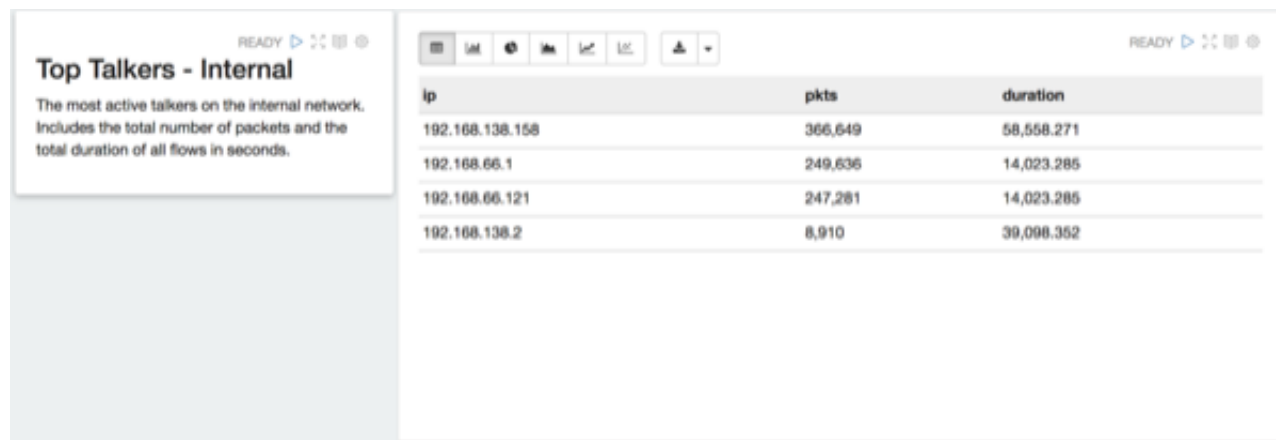 READY
Top Talkers - Internal
The most active talkers on the internal network.
Includes the total number of packets and the
total duration of all flows in seconds.
READY
ip pkts duration
192.168.138.158 366,649 58,558.271
192.168.66.1 249,636 14,023.285
192.168.66.121 247,281 14,023.285
192.168.138.2 8,910 39,098.352